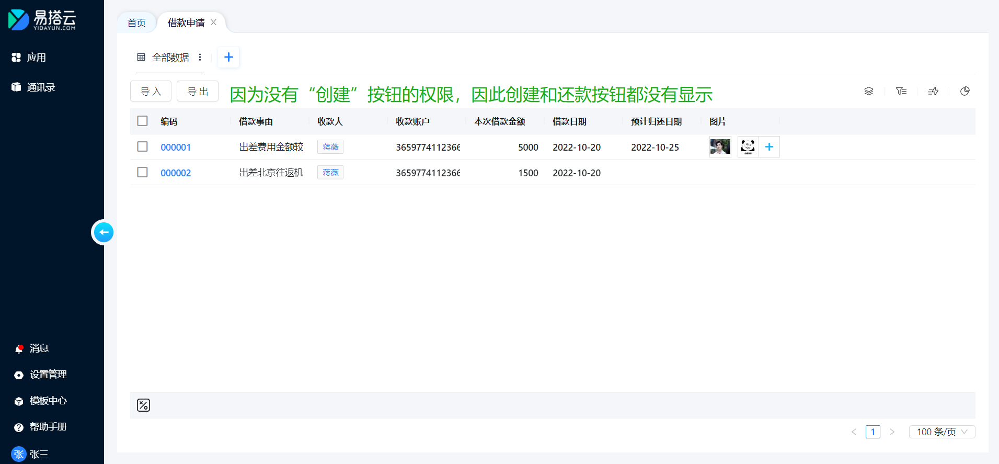 易搭云
YIDAYUN.COM
首页
借款申请
应用
全部数据
通讯录
导 入
导 出
因为没有“创建”按钮的权限，因此创建和还款按钮都没有显示
编码 借款事由 收款人 收款账户 本次借款金额 借款日期 预计归还日期 图片
000001 出差费用金额较 蒋薇 3659774112366 5000 2022-10-20 2022-10-25
000002 出差北京往返机 蒋薇 3659774112366 1500 2022-10-20
消息
设置管理
模板中心
帮助手册
张 张三
1
100 条/页